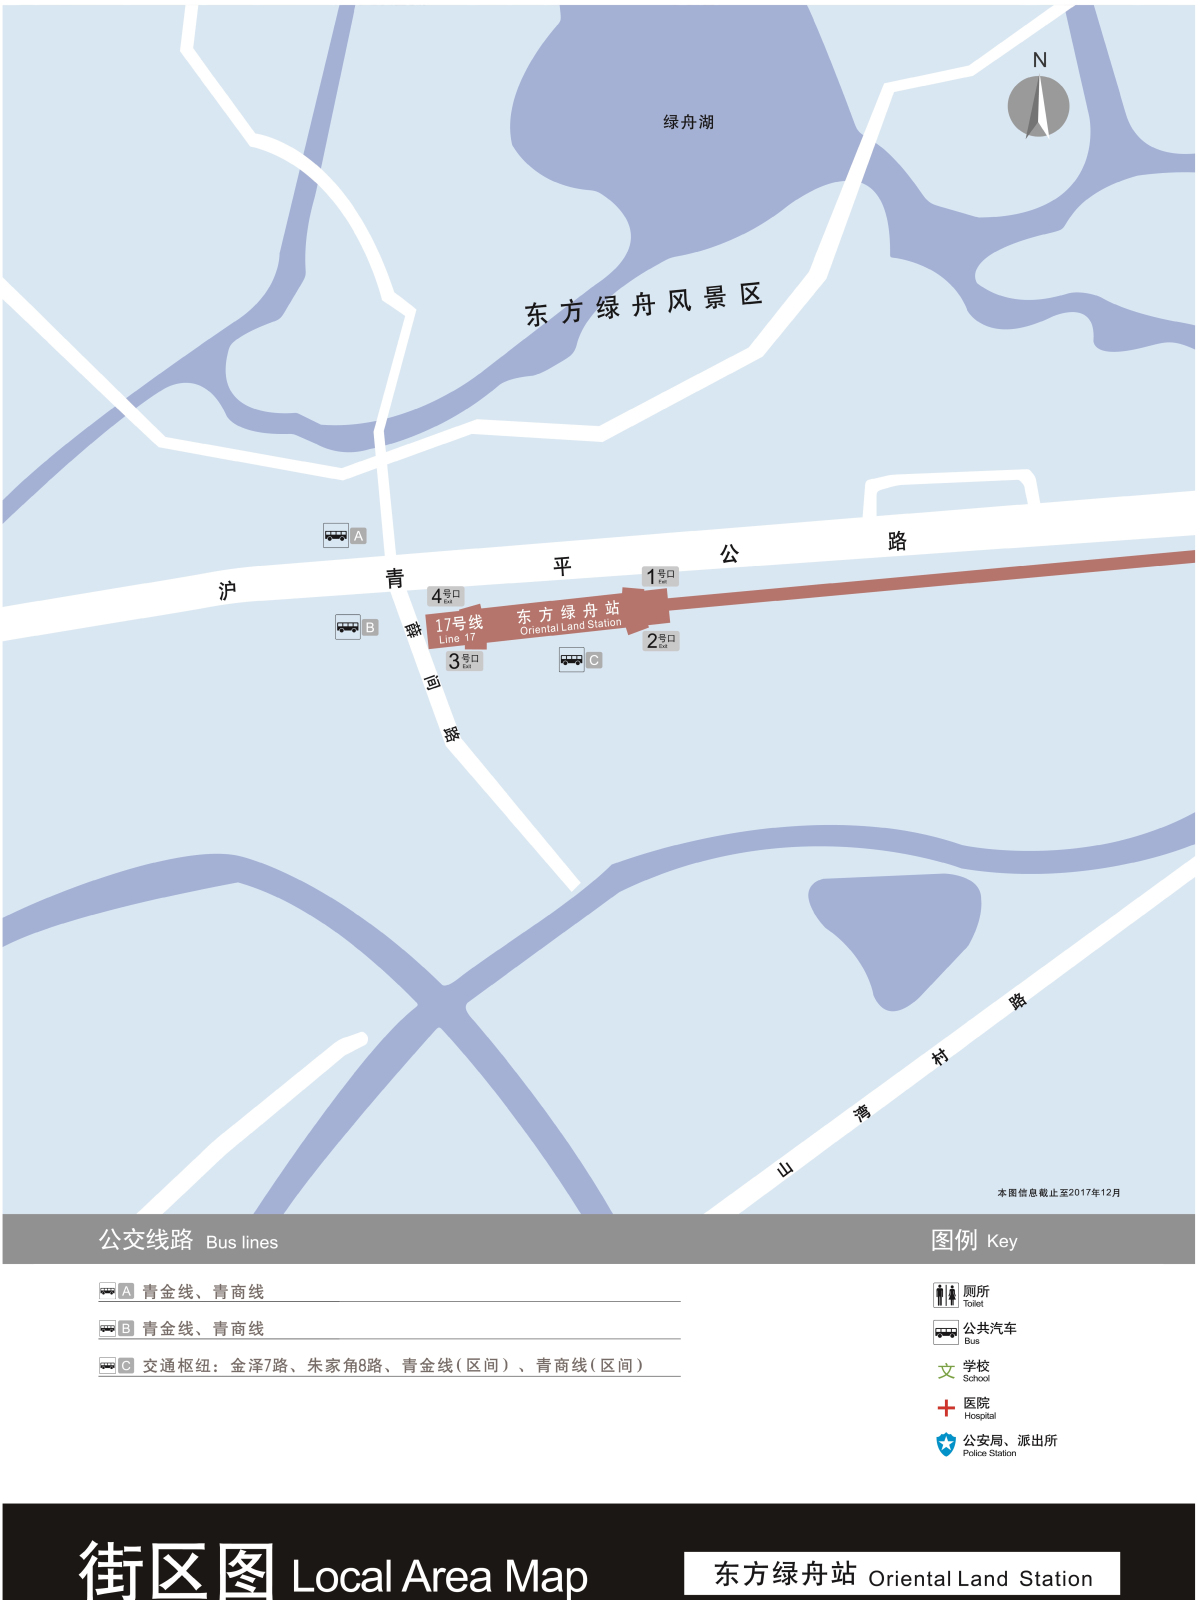 N
绿舟湖
东方绿舟风景区
A
沪青平公路
1号口
Exit
4号口
Exit
17号线
Line 17
东方绿舟站
Oriental Land Station
B
薛间路
3号口
Exit
2号口
Exit
C
山湾村路
本图信息截止至2017年12月
公交线路 Bus lines
图例 Key
A 青金线、青商线
B 青金线、青商线
C 交通枢纽：金泽7路、朱家角8路、青金线(区间)、青商线(区间)
厕所
Toilet
公共汽车
Bus
文 学校
School
医院
Hospital
公安局、派出所
Police Station
街区图 Local Area Map
东方绿舟站 Oriental Land Station